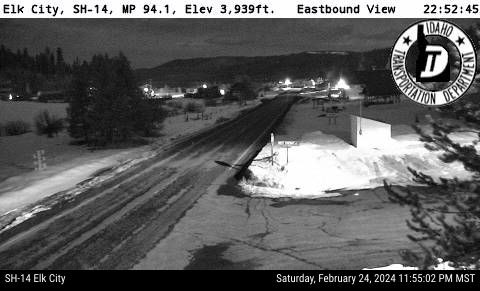 Elk City, SH-14, MP 94.1, Elev 3,939ft. Eastbound View 22:52:45
IDAHO
TRANSPORTATION DEPARTMENT
SH-14 Elk City Saturday, February 24, 2024 11:55:02 PM MST